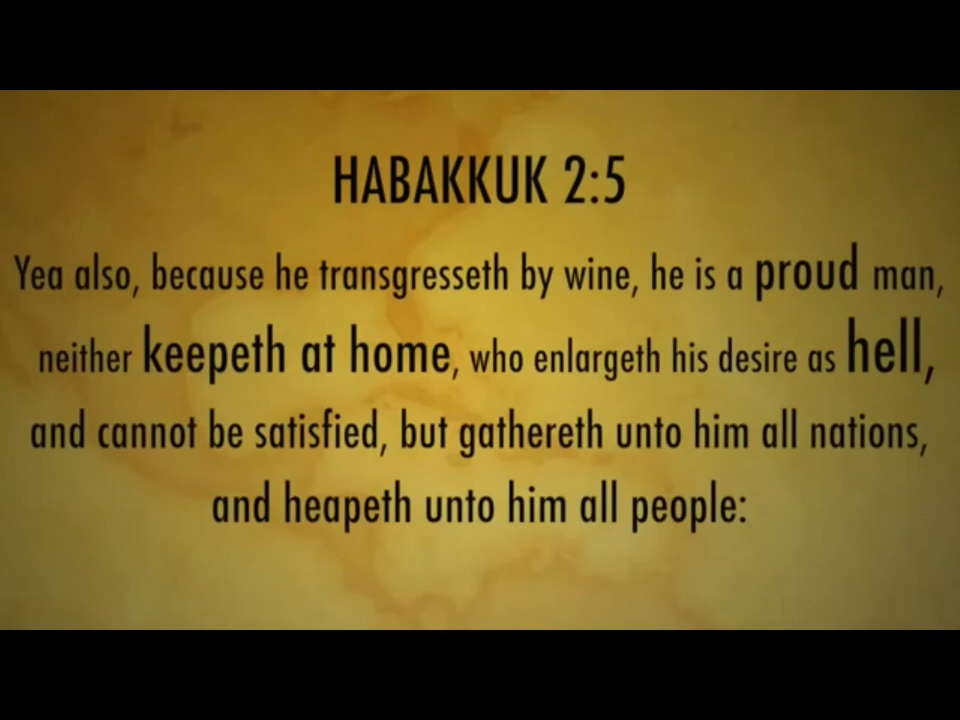 HABAKKUK 2:5
Yea also, because he transgresseth by wine, he is a proud man,
neither keepeth at home, who enlargeth his desire as hell,
and cannot be satisfied, but gathereth unto him all nations,
and heapeth unto him all people: